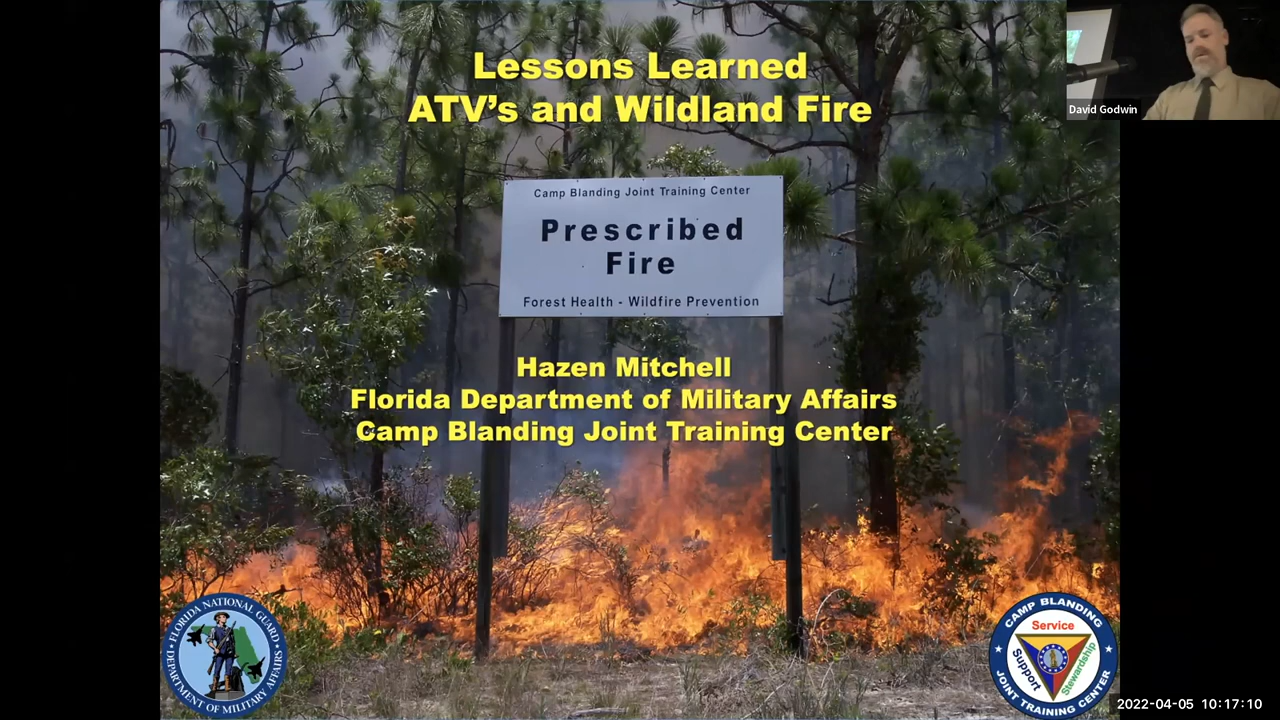 Lessons Learned
ATV's and Wildland Fire
David Godwin
Camp Blanding Joint Training Center
Prescribed
Fire
Forest Health - Wildfire Prevention
Hazen Mitchell
Florida Department of Military Affairs
Camp Blanding Joint Training Center
FLORIDA NATIONAL GUARD
DEPARTMENT OF MILITARY AFFAIRS
CAMP BLANDING
Service
Support
Stewardship
JOINT TRAINING CENTER
2022-04-05 10:17:10